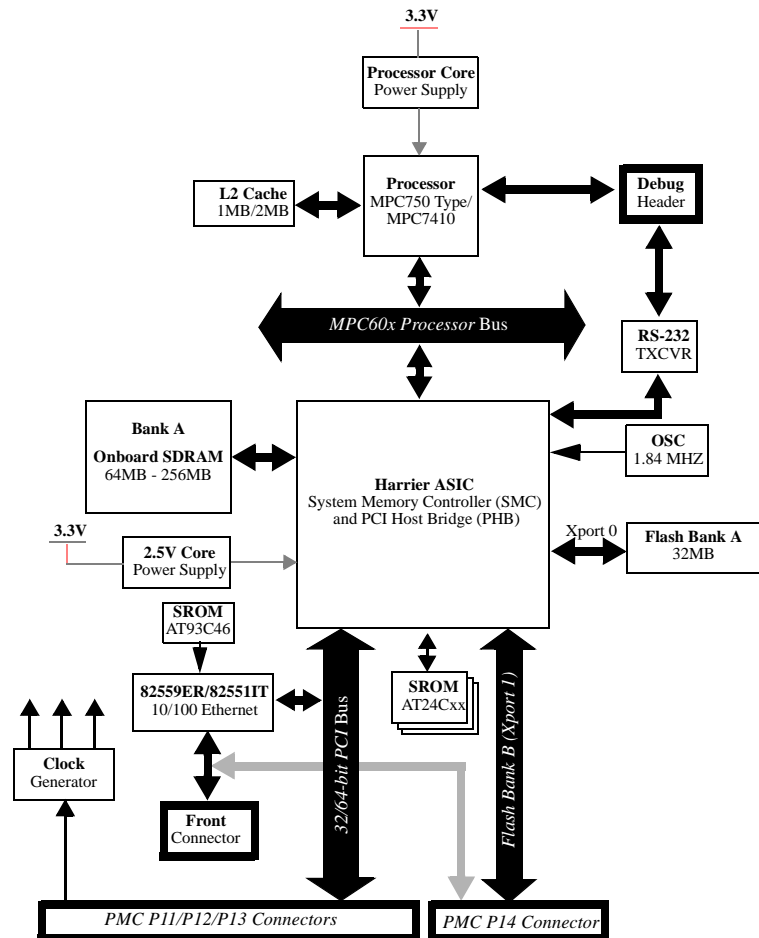 3.3V
Processor Core
Power Supply
Processor
MPC750 Type/
MPC7410
L2 Cache
1MB/2MB
Debug
Header
MPC60x Processor Bus
RS-232
TXCVR
Bank A
Onboard SDRAM
64MB - 256MB
Harrier ASIC
System Memory Controller (SMC)
and PCI Host Bridge (PHB)
OSC
1.84 MHZ
Xport 0
Flash Bank A
32MB
3.3V
2.5V Core
Power Supply
SROM
AT93C46
82559ER/82551IT
10/100 Ethernet
SROM
AT24Cxx
32/64-bit PCI Bus
Flash Bank B (Xport 1)
Clock
Generator
Front
Connector
PMC P11/P12/P13 Connectors
PMC P14 Connector